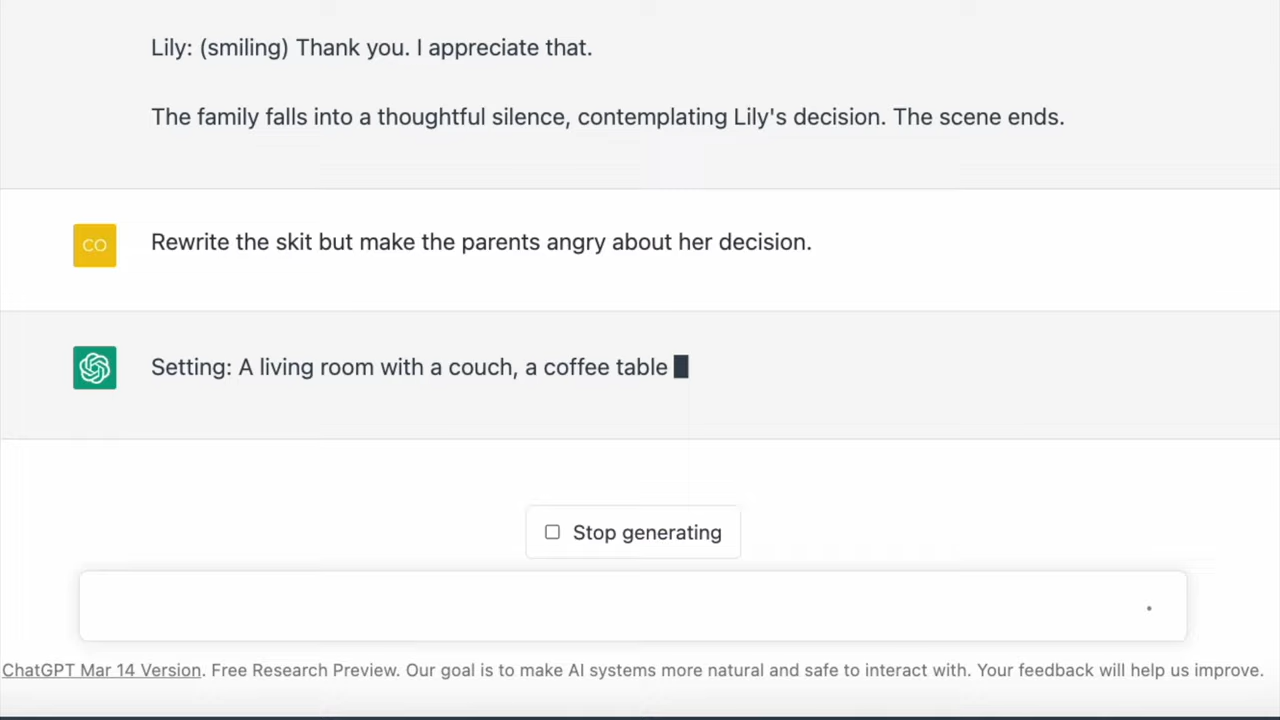 Lily: (smiling) Thank you. I appreciate that.
The family falls into a thoughtful silence, contemplating Lily's decision. The scene ends.
CO
Rewrite the skit but make the parents angry about her decision.
Setting: A living room with a couch, a coffee table
Stop generating
ChatGPT Mar 14 Version. Free Research Preview. Our goal is to make AI systems more natural and safe to interact with. Your feedback will help us improve.